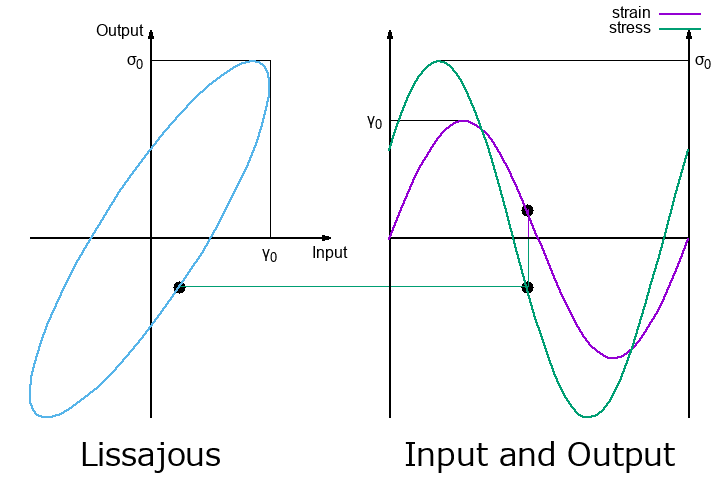 strain
stress
Output
σ0
σ0
γ0
γ0
Input
Lissajous
Input and Output